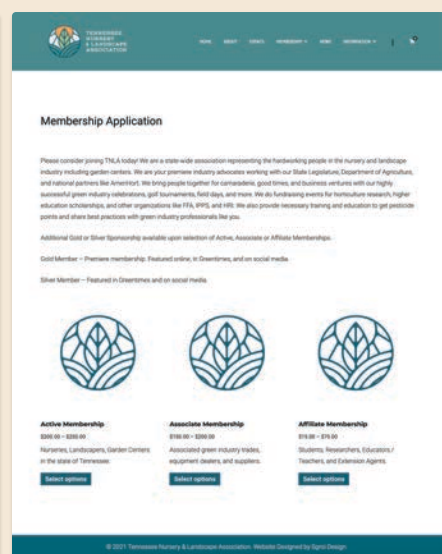 TENNESSEE
NURSERY
& LANDSCAPE
ASSOCIATION
HOME ABOUT EVENTS MEMBERSHIP NEWS INFORMATION
Membership Application
Please consider joining TNLA today! We are a state-wide association representing the hardworking people in the nursery and landscape
industry including garden centers. We are your premiere industry advocates working with our State Legislature, Department of Agriculture,
and national partners like AmericanHort. We bring people together for camaraderie, good times, and business ventures with our highly
successful green industry celebrations, golf tournaments, field days, and more. We do fundraising events for horticulture research, higher
education scholarships, and other organizations like FFA, IPPS, and HRI. We also provide necessary training and education to get pesticide
points and share best practices with green industry professionals like you.
Additional Gold or Silver Sponsorship available upon selection of Active, Associate or Affiliate Memberships.
Gold Member – Premiere membership. Featured online, in Greentimes, and on social media.
Silver Member – Featured in Greentimes and on social media.
Active Membership
– $250.00
Nurseries, Landscapers, Garden Centers
in the state of Tennessee.
Select options
Associate Membership
– $200.00
Associated green industry trades,
equipment dealers, and suppliers.
Select options
Affiliate Membership
– $75.00
Students, Researchers, Educators /
Teachers, and Extension Agents.
Select options
© 2021 Tennessee Nursery & Landscape Association. Website Designed by Signo Design